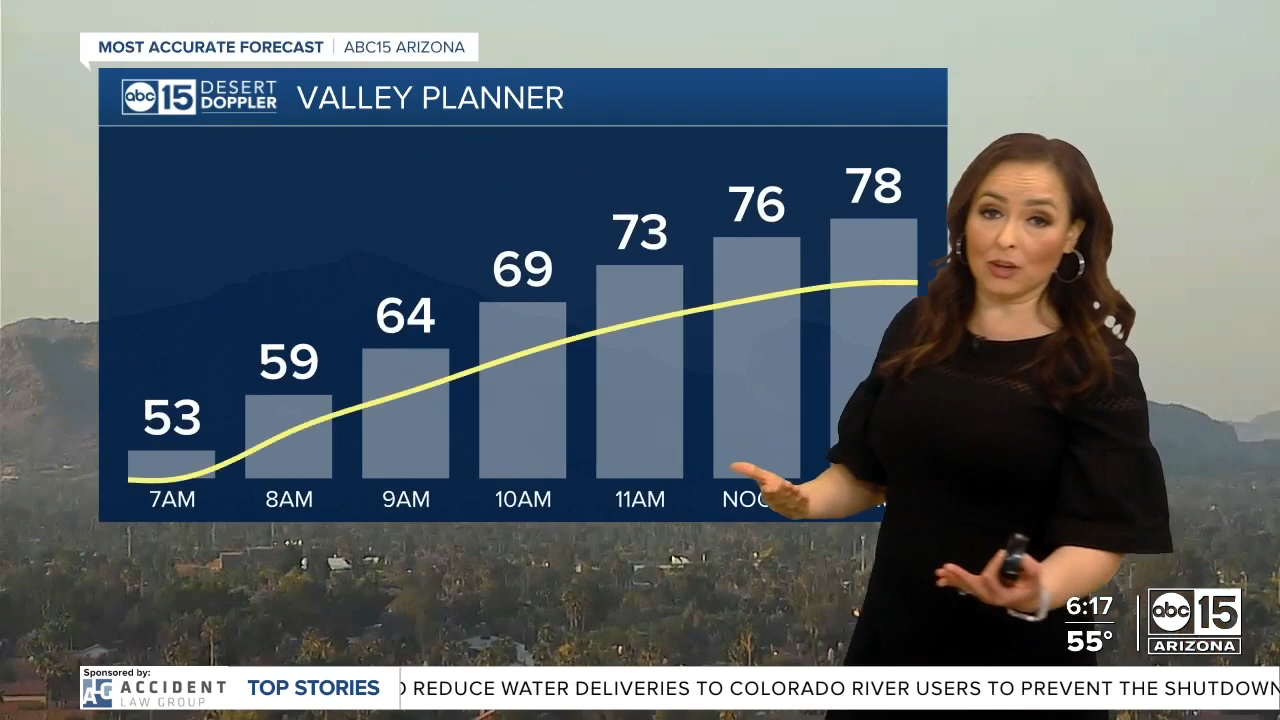 MOST ACCURATE FORECAST | ABC15 ARIZONA
abc 15 DESERT DOPPLER VALLEY PLANNER
53 59 64 69 73 76 78
7AM 8AM 9AM 10AM 11AM
6:17
55°
abc 15
ARIZONA
Sponsored by:
ACCIDENT
LAW GROUP
TOP STORIES
REDUCE WATER DELIVERIES TO COLORADO RIVER USERS TO PREVENT THE SHUTDOWN